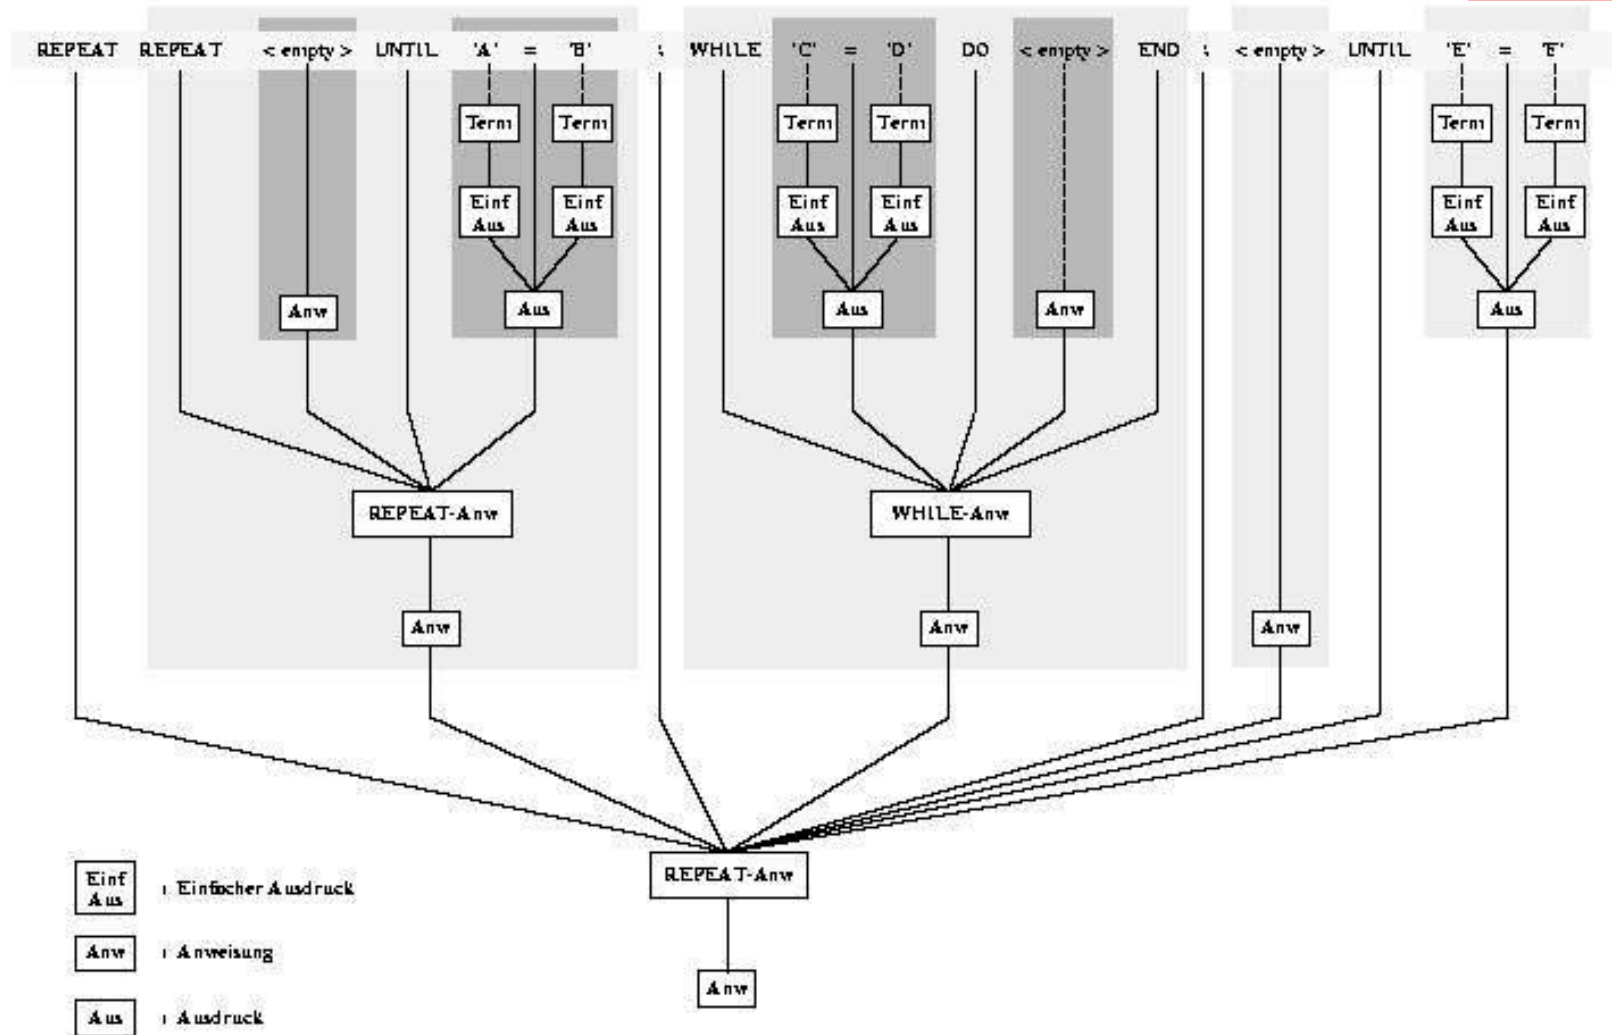 REPEAT REPEAT < empty > UNTIL 'A' = 'B' ; WHILE 'C' = 'D' DO < empty > END ; < empty > UNTIL 'E' = 'E'
Term Term Term Term Term Term
Einf Einf Einf Einf Einf Einf
Aus Aus Aus Aus Aus Aus
Anw Aus Aus Anw Aus
REPEAT-Anw WHILE-Anw
Anw Anw Anw
REPEAT-Anw
Einf
Aus : Einfacher Ausdruck
Anw : Anweisung
Anw
Aus : Ausdruck